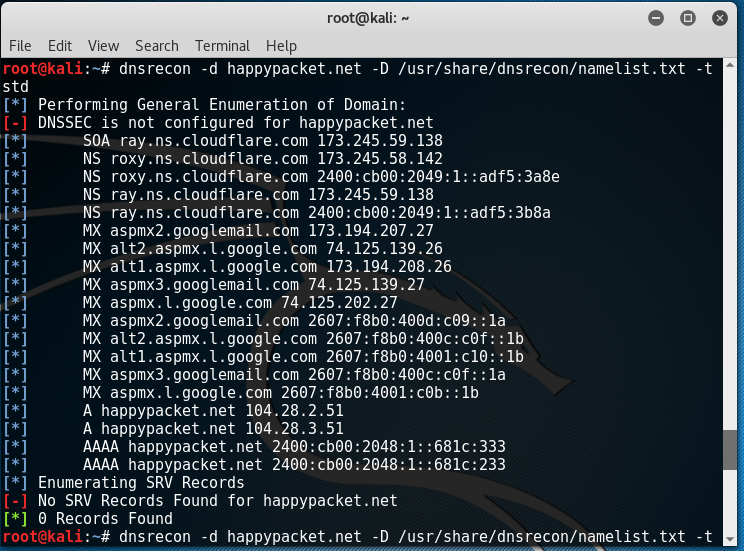 root@kali: ~
File Edit View Search Terminal Help
root@kali:~# dnsrecon -d happypacket.net -D /usr/share/dnsrecon/namelist.txt -t
std
[*] Performing General Enumeration of Domain:
[-] DNSSEC is not configured for happypacket.net
[*] SOA ray.ns.cloudflare.com 173.245.59.138
[*] NS roxy.ns.cloudflare.com 173.245.58.142
[*] NS roxy.ns.cloudflare.com 2400:cb00:2049:1::adf5:3a8e
[*] NS ray.ns.cloudflare.com 173.245.59.138
[*] NS ray.ns.cloudflare.com 2400:cb00:2049:1::adf5:3b8a
[*] MX aspmx2.googlemail.com 173.194.207.27
[*] MX alt2.aspmx.l.google.com 74.125.139.26
[*] MX alt1.aspmx.l.google.com 173.194.208.26
[*] MX aspmx3.googlemail.com 74.125.139.27
[*] MX aspmx.l.google.com 74.125.202.27
[*] MX aspmx2.googlemail.com 2607:f8b0:400d:c09::1a
[*] MX alt2.aspmx.l.google.com 2607:f8b0:400c:c0f::1b
[*] MX alt1.aspmx.l.google.com 2607:f8b0:4001:c10::1b
[*] MX aspmx3.googlemail.com 2607:f8b0:400c:c0f::1a
[*] MX aspmx.l.google.com 2607:f8b0:4001:c0b::1b
[*] A happypacket.net 104.28.2.51
[*] A happypacket.net 104.28.3.51
[*] AAAA happypacket.net 2400:cb00:2048:1::681c:333
[*] AAAA happypacket.net 2400:cb00:2048:1::681c:233
[*] Enumerating SRV Records
[-] No SRV Records Found for happypacket.net
[*] 0 Records Found
root@kali:~# dnsrecon -d happypacket.net -D /usr/share/dnsrecon/namelist.txt -t